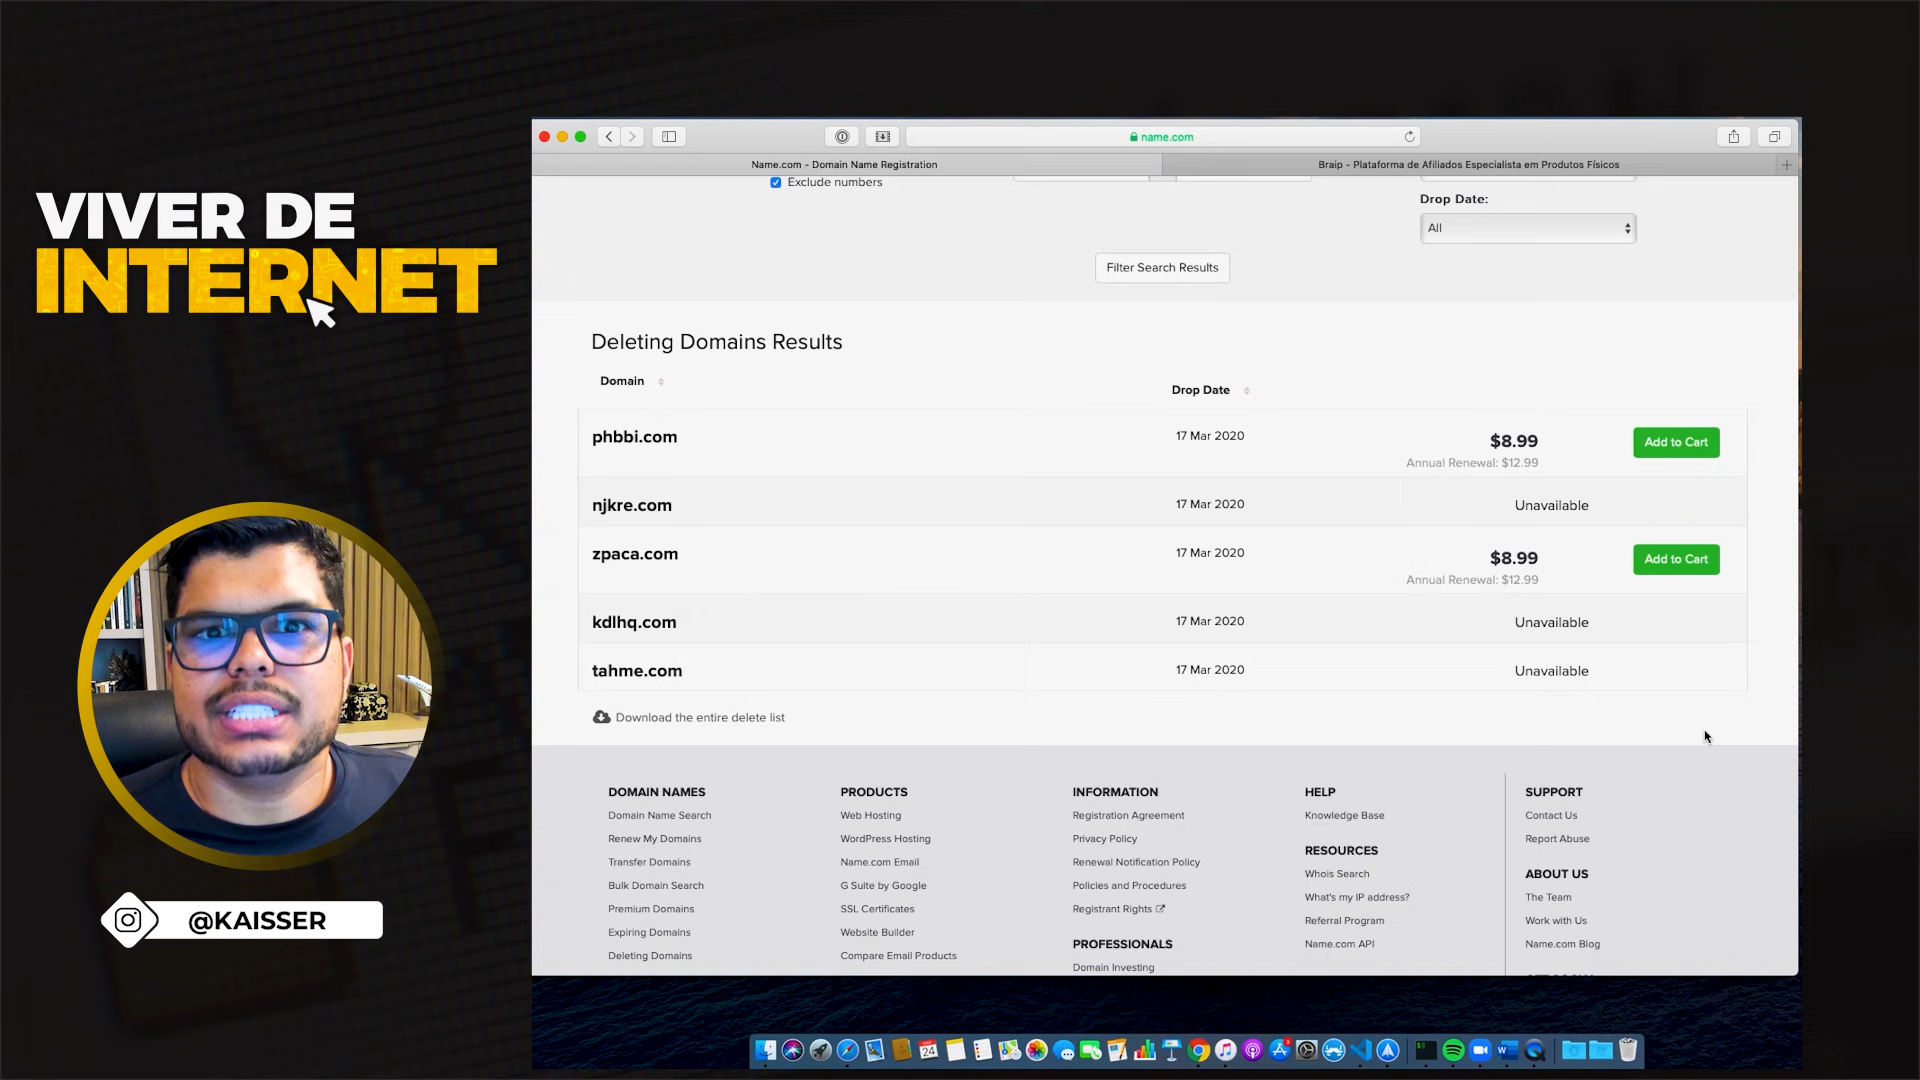 VIVER DE
INTERNET
@KAISSER
name.com
Name.com - Domain Name Registration
Braip - Plataforma de Afiliados Especialista em Produtos Físicos
Exclude numbers
Drop Date:
All
Filter Search Results
Deleting Domains Results
Domain
Drop Date
phbbi.com
17 Mar 2020
$8.99
Annual Renewal: $12.99
Add to Cart
njkre.com
17 Mar 2020
Unavailable
zpaca.com
17 Mar 2020
$8.99
Annual Renewal: $12.99
Add to Cart
kdlhq.com
17 Mar 2020
Unavailable
tahme.com
17 Mar 2020
Unavailable
Download the entire delete list
DOMAIN NAMES
Domain Name Search
Renew My Domains
Transfer Domains
Bulk Domain Search
Premium Domains
Expiring Domains
Deleting Domains
PRODUCTS
Web Hosting
WordPress Hosting
Name.com Email
G Suite by Google
SSL Certificates
Website Builder
Compare Email Products
INFORMATION
Registration Agreement
Privacy Policy
Renewal Notification Policy
Policies and Procedures
Registrant Rights
PROFESSIONALS
Domain Investing
HELP
Knowledge Base
RESOURCES
Whois Search
What's my IP address?
Referral Program
Name.com API
SUPPORT
Contact Us
Report Abuse
ABOUT US
The Team
Work with Us
Name.com Blog
24